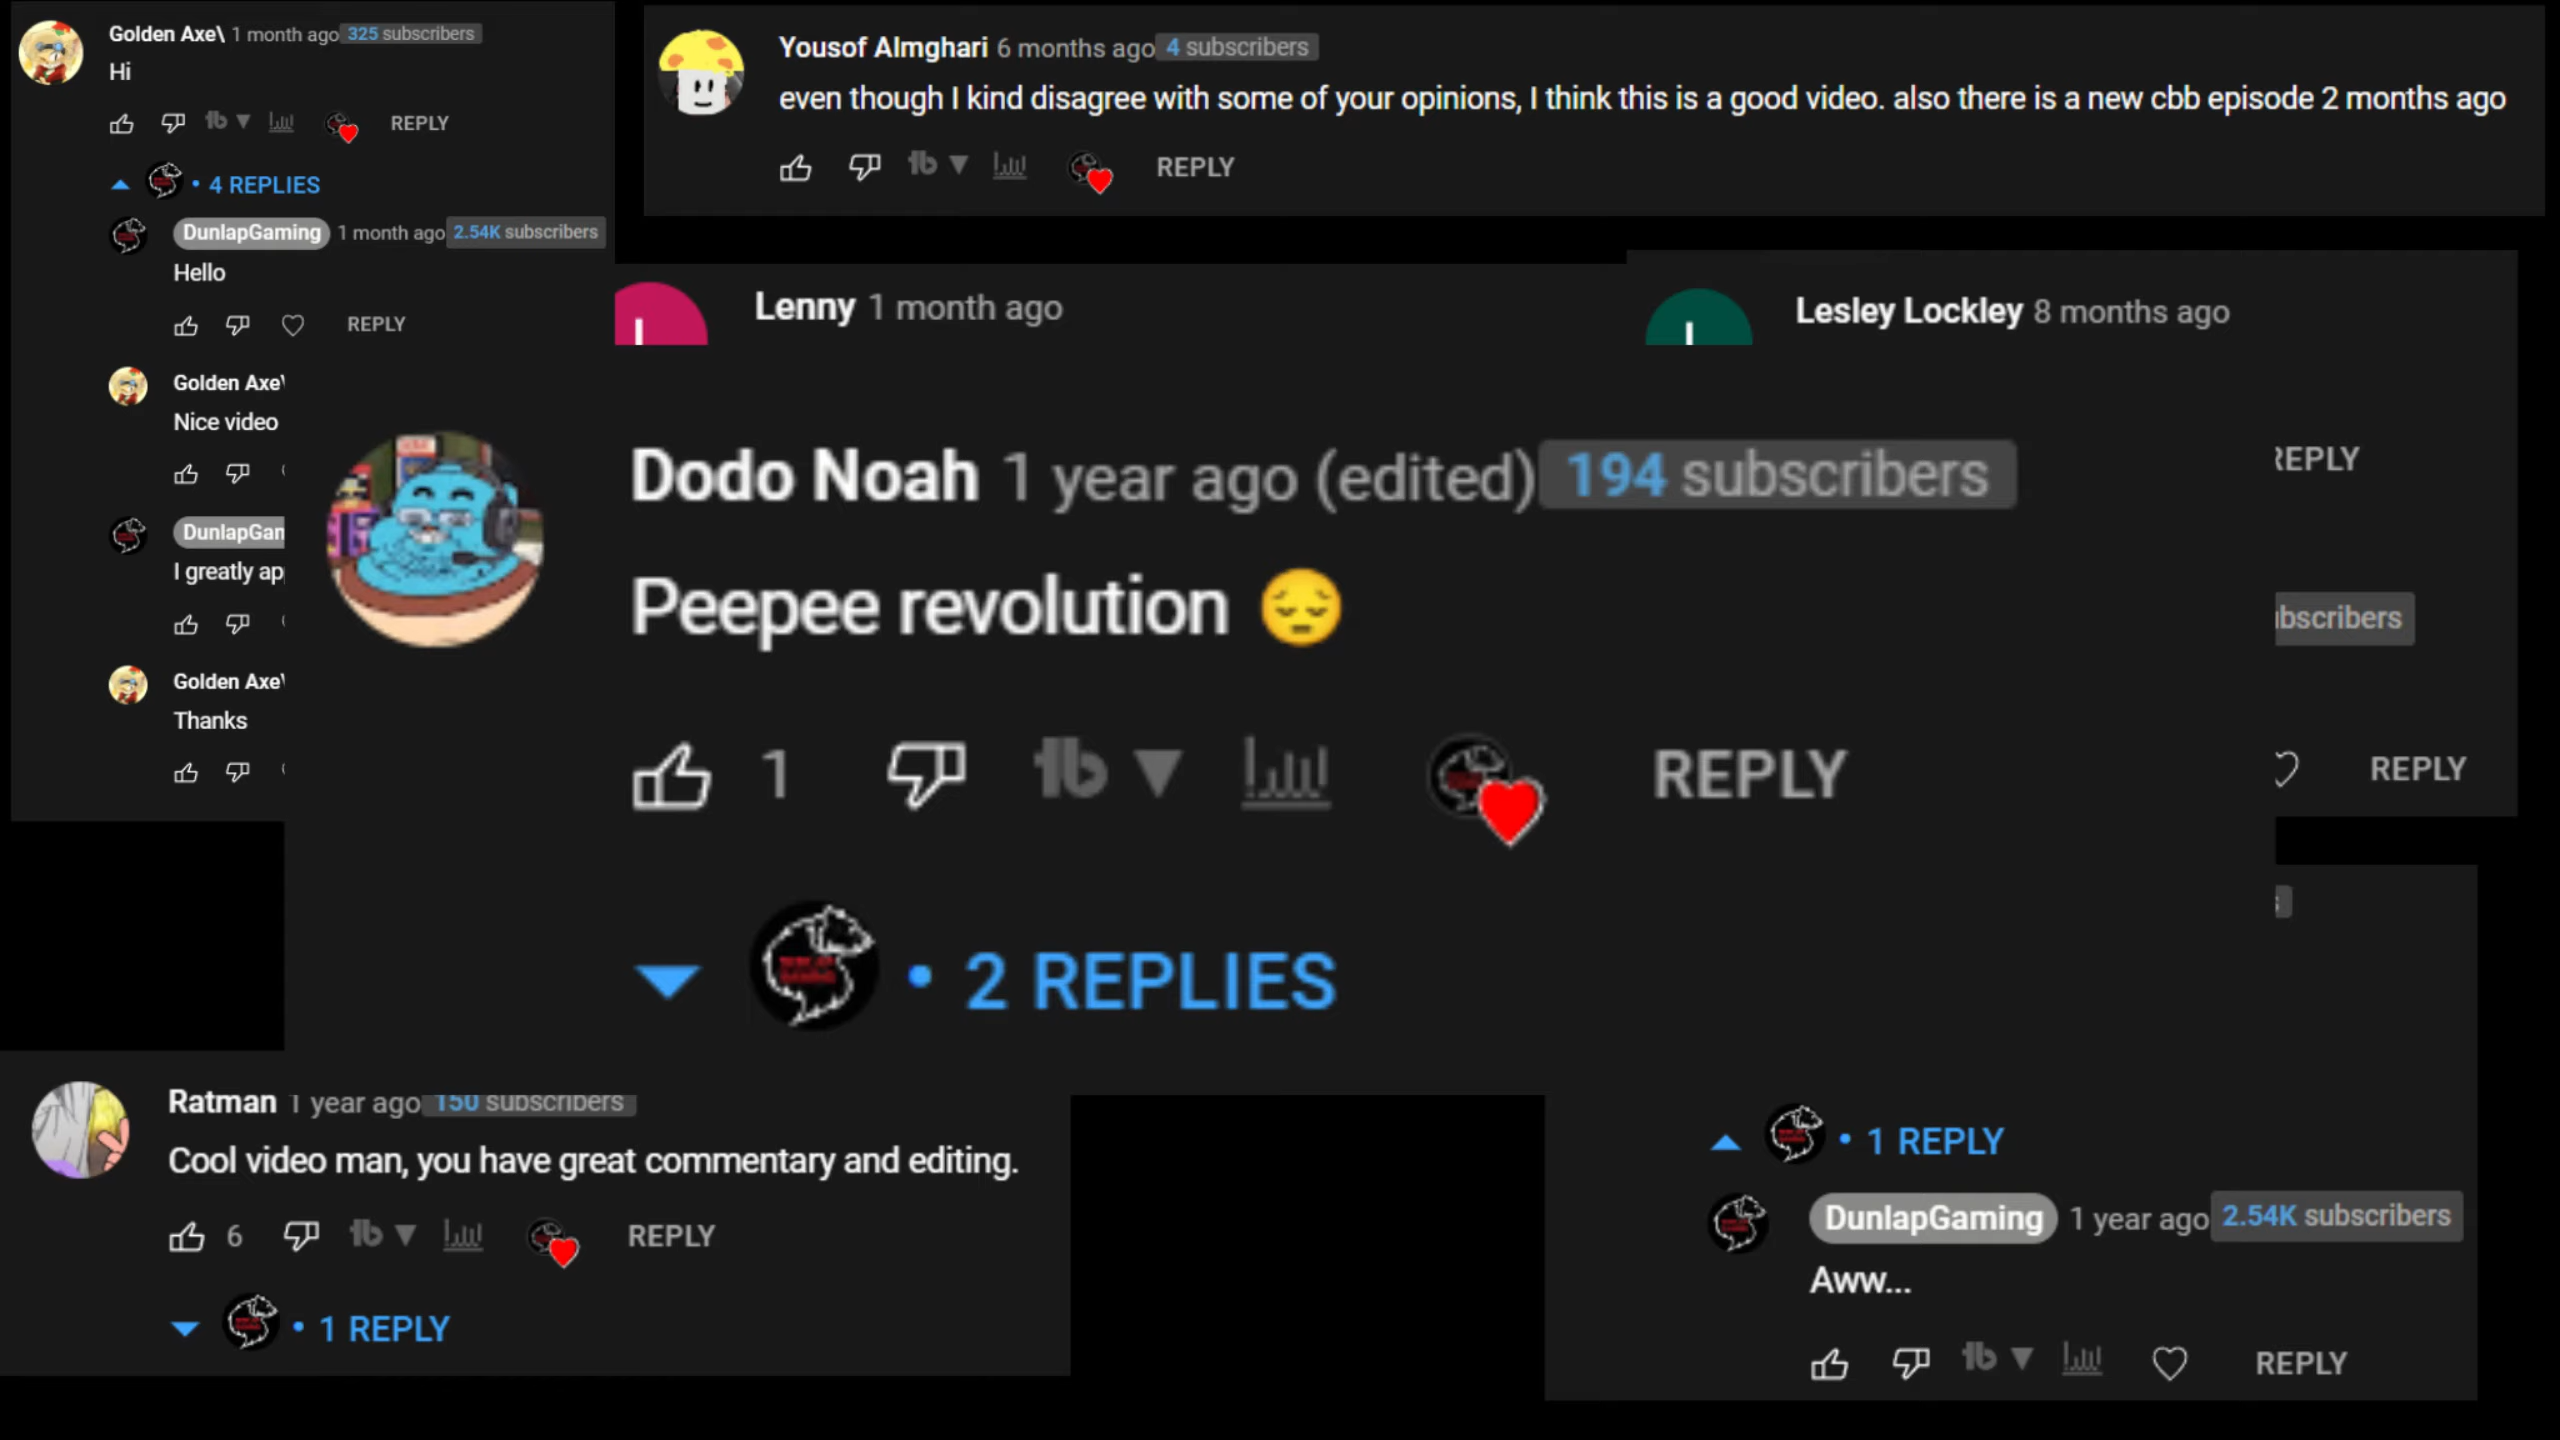 Golden Axe\ 1 month ago 325 subscribers
Hi
REPLY
• 4 REPLIES
DunlapGaming 1 month ago 2.54K subscribers
Hello
REPLY
Golden Axe\
Nice video
DunlapGam
I greatly ap
Golden Axe\
Thanks
Yousof Almghari 6 months ago 4 subscribers
even though I kind disagree with some of your opinions, I think this is a good video. also there is a new cbb episode 2 months ago
REPLY
Lenny 1 month ago
Lesley Lockley 8 months ago
REPLY
bscribers
REPLY
Dodo Noah 1 year ago (edited) 194 subscribers
Peepee revolution 😔
1 REPLY
• 2 REPLIES
Ratman 1 year ago 150 subscribers
Cool video man, you have great commentary and editing.
6 REPLY
• 1 REPLY
• 1 REPLY
DunlapGaming 1 year ago 2.54K subscribers
Aww...
REPLY